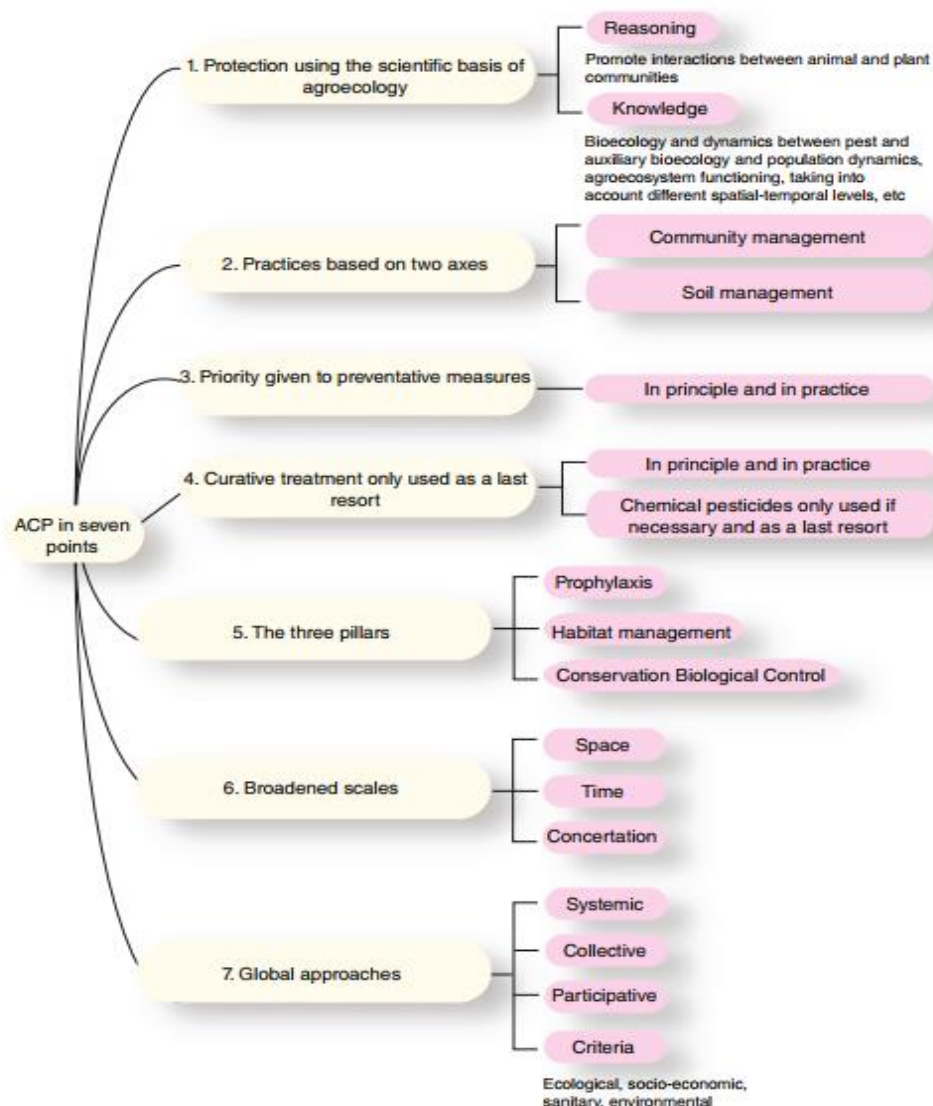 ACP in seven
points
1. Protection using the scientific basis of
agroecology
Reasoning
Promote interactions between animal and plant
communities
Knowledge
Bioecology and dynamics between pest and
auxiliary bioecology and population dynamics,
agroecosystem functioning, taking into
account different spatial-temporal levels, etc
2. Practices based on two axes
Community management
Soil management
3. Priority given to preventative measures
In principle and in practice
4. Curative treatment only used as a last
resort
In principle and in practice
Chemical pesticides only used if
necessary and as a last resort
5. The three pillars
Prophylaxis
Habitat management
Conservation Biological Control
6. Broadened scales
Space
Time
Concertation
7. Global approaches
Systemic
Collective
Participative
Criteria
Ecological, socio-economic,
sanitary, environmental